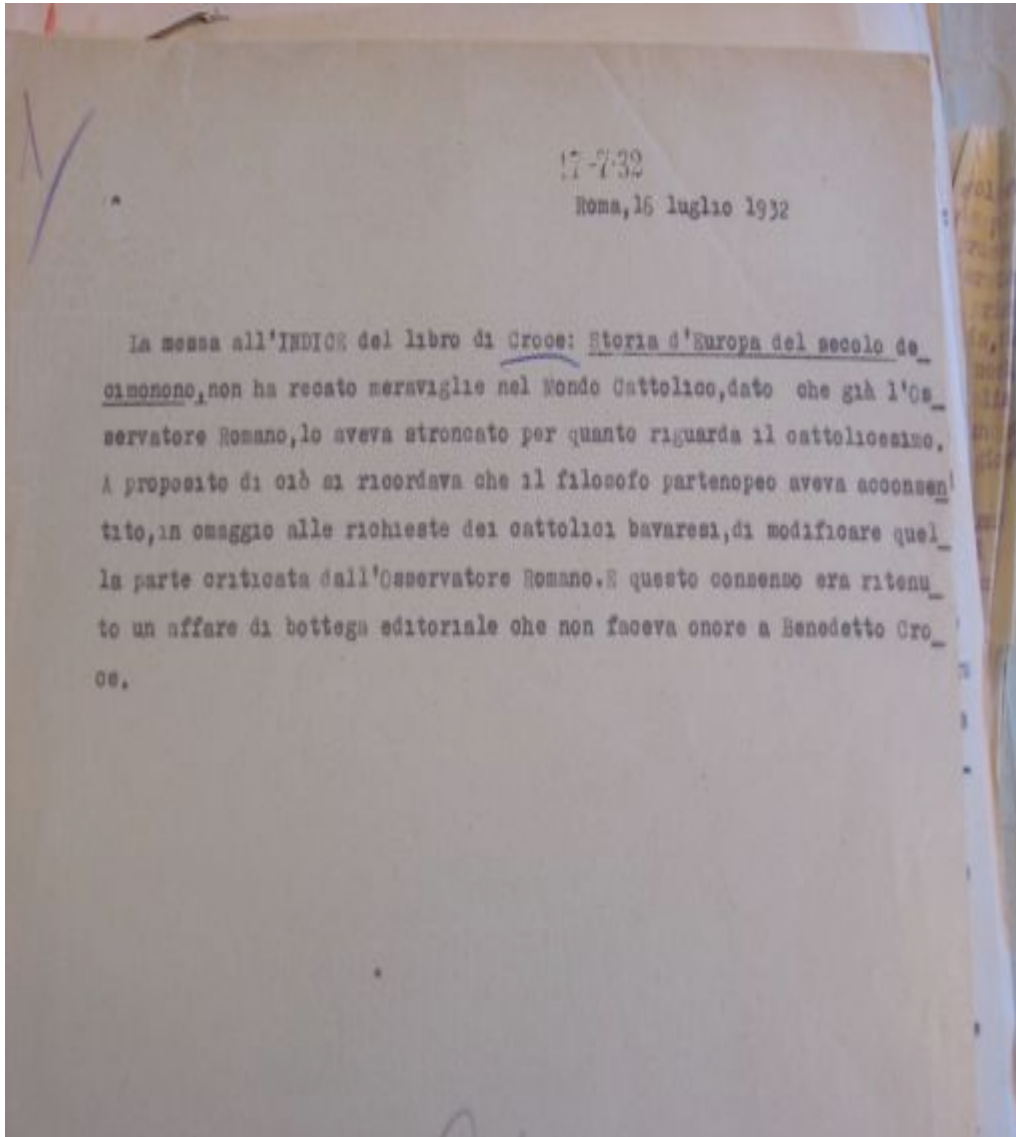 17-7-32
Roma,16 luglio 1932
La messa all'INDICE del libro di Croce: Storia d'Europa del secolo de_
cimonono,non ha recato meraviglie nel Mondo Cattolico,dato che già l'Os_
servatore Romano,lo aveva stroncato per quanto riguarda il cattolicesimo.
A proposito di ciò si ricordava che il filosofo partenopeo aveva acconsen
tito,in omaggio alle richieste dei cattolici bavaresi,di modificare quel_
la parte criticata dall'Osservatore Romano.E questo consenso era ritenu_
to un affare di bottega editoriale che non faceva onore a Benedetto Cro_
ce.